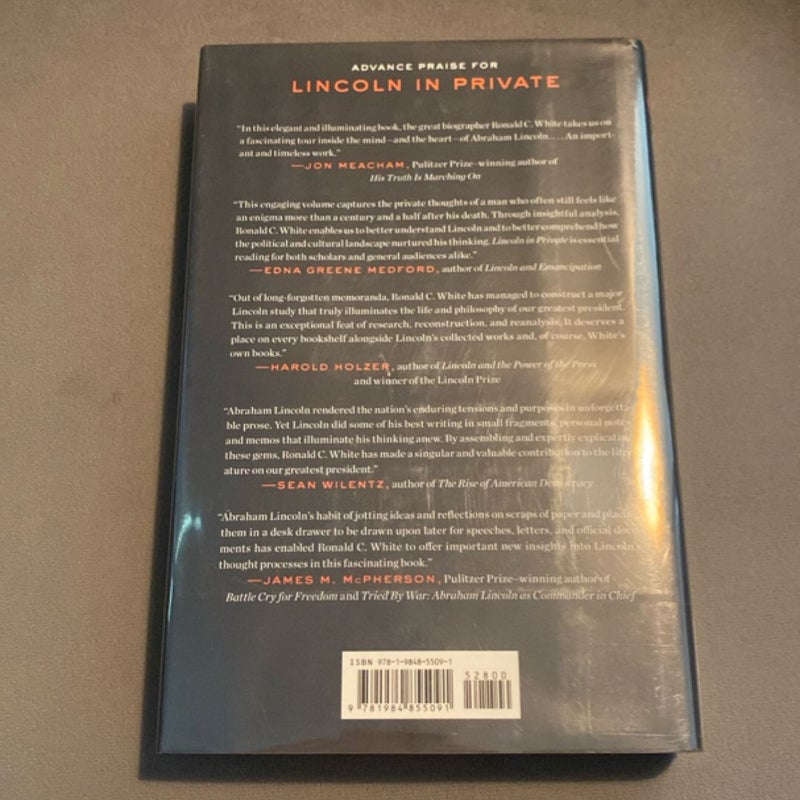 ADVANCE PRAISE FOR
LINCOLN IN PRIVATE
"In this elegant and illuminating book, the great biographer Ronald C. White takes us on
a fascinating tour inside the mind—and the heart—of Abraham Lincoln. . . . An import-
ant and timeless work."
—JON MEACHAM, Pulitzer Prize–winning author of
His Truth Is Marching On
"This engaging volume captures the private thoughts of a man who often still feels like
an enigma more than a century and a half after his death. Through insightful analysis,
Ronald C. White enables us to better understand Lincoln and to better comprehend how
the political and cultural landscape nurtured his thinking. Lincoln in Private is essential
reading for both scholars and general audiences alike."
—EDNA GREENE MEDFORD, author of Lincoln and Emancipation
"Out of long-forgotten memoranda, Ronald C. White has managed to construct a major
Lincoln study that truly illuminates the life and philosophy of our greatest president.
This is an exceptional feat of research, reconstruction, and reanalysis. It deserves a
place on every bookshelf alongside Lincoln's collected works and, of course, White's
own books."
—HAROLD HOLZER, author of Lincoln and the Power of the Press
and winner of the Lincoln Prize
"Abraham Lincoln rendered the nation's enduring tensions and purposes in unforgetta
ble prose. Yet Lincoln did some of his best writing in small fragments, personal notes
and memos that illuminate his thinking anew. By assembling and expertly explicatin
these gems, Ronald C. White has made a singular and valuable contribution to the liter
ature on our greatest president."
—SEAN WILENTZ, author of The Rise of American Democracy
"Abraham Lincoln's habit of jotting ideas and reflections on scraps of paper and placin
them in a desk drawer to be drawn upon later for speeches, letters, and official docu
ments has enabled Ronald C. White to offer important new insights into Lincoln's
thought processes in this fascinating book."
—JAMES M. McPHERSON, Pulitzer Prize–winning author of
Battle Cry for Freedom and Tried By War: Abraham Lincoln as Commander in Chief
ISBN 978-1-9848-5509-1
52800
9 781984 855091